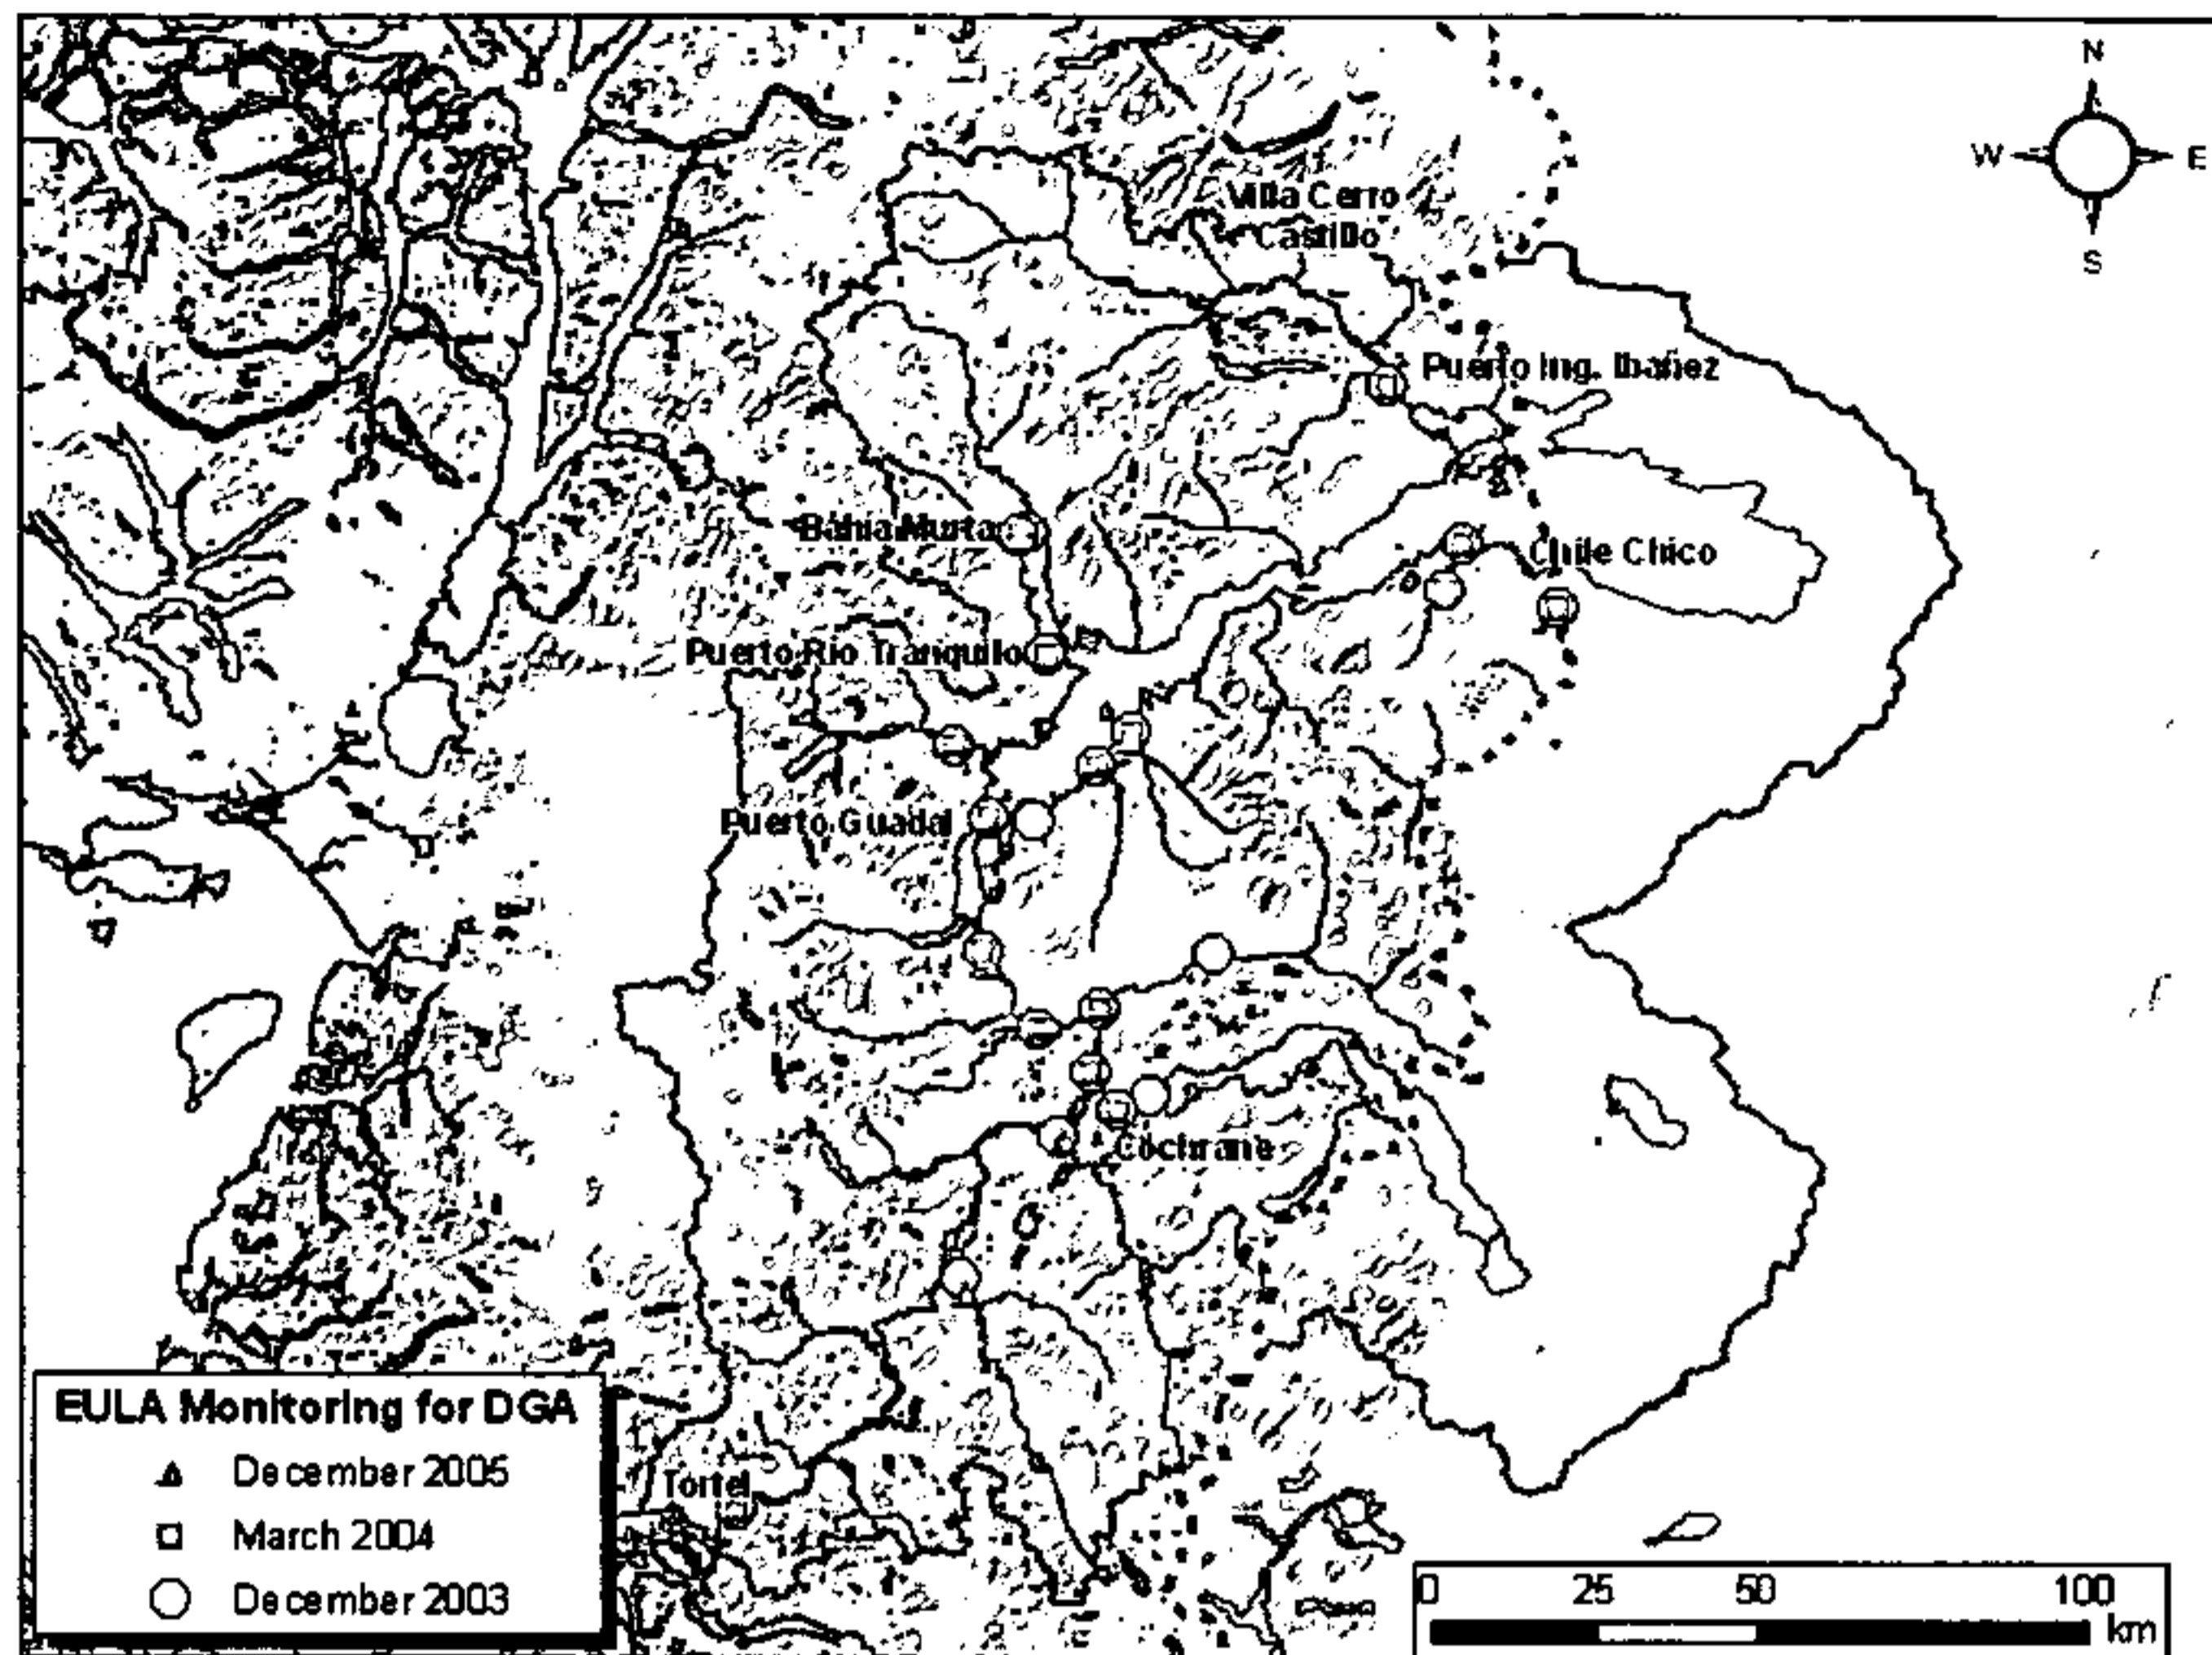 N
W E
S
Villa Cerro
Castillo
Puerto Ing. Ibañez
Bahia Murta
Chile Chico
Puerto Rio Tranquilo
Puerto Guadal
Cochrane
Tortel
EULA Monitoring for DGA
December 2005
March 2004
December 2003
0 25 50 100
km